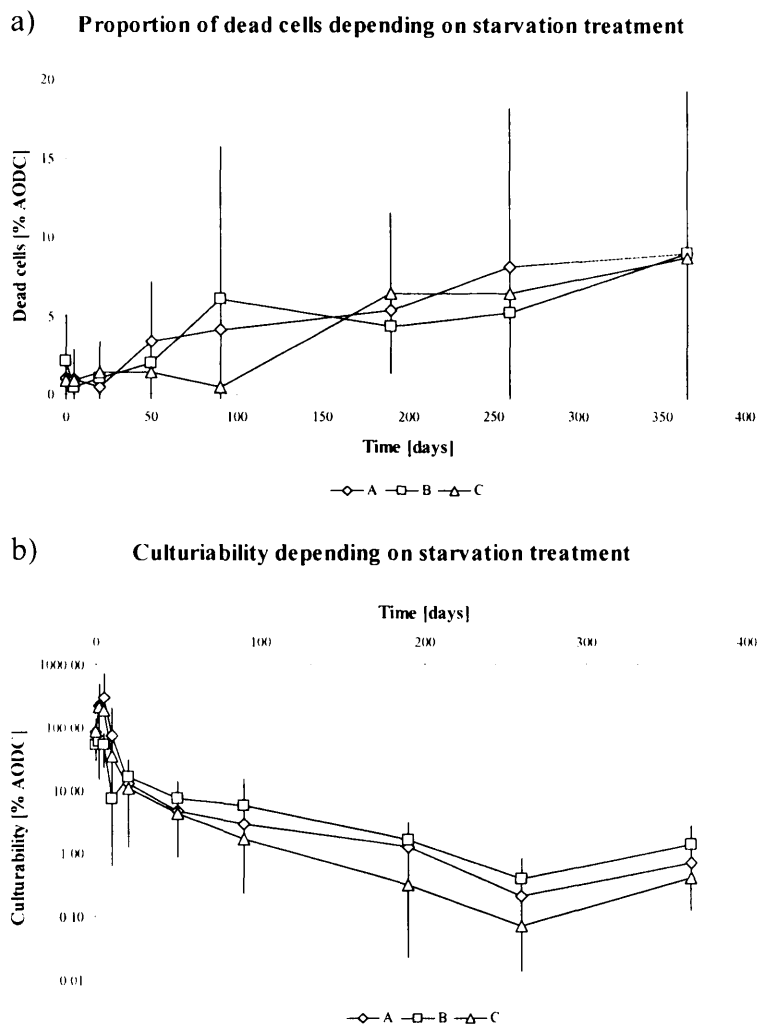 a)
Proportion of dead cells depending on starvation treatment
20
15
10
5
0
Dead cells [% AODC]
0 50 100 150 200 250 300 350 400
Time [days]
A B C
b)
Culturiability depending on starvation treatment
Time [days]
0 100 200 300 400
1000.00
100.00
10.00
1.00
0.10
0.01
Culturability [% AODC]
A B C